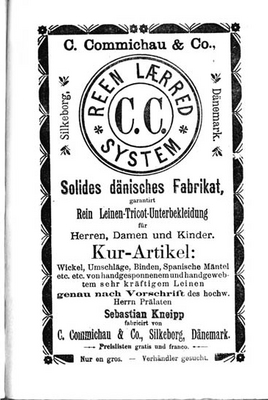 C. Commichau & Co.,
Silkeborg,
Dänemark.
REEN LÆRRED
C.C.
SYSTEM
Solides dänisches Fabrikat,
garantirt
Rein Leinen-Tricot-Unterbekleidung
für
Herren, Damen und Kinder.
Kur-Artikel:
Wickel, Umschläge, Binden, Spanische Mäntel
etc. etc. von handgesponnenem und handgeweb-
tem sehr kräftigem Leinen
genau nach Vorschrift des hochw.
Herrn Prälaten
Sebastian Kneipp
fabricirt von
C. Commichau & Co., Silkeborg, Dänemark.
Preislisten gratis und franco.
Nur en gros. — Verhändler gesucht.